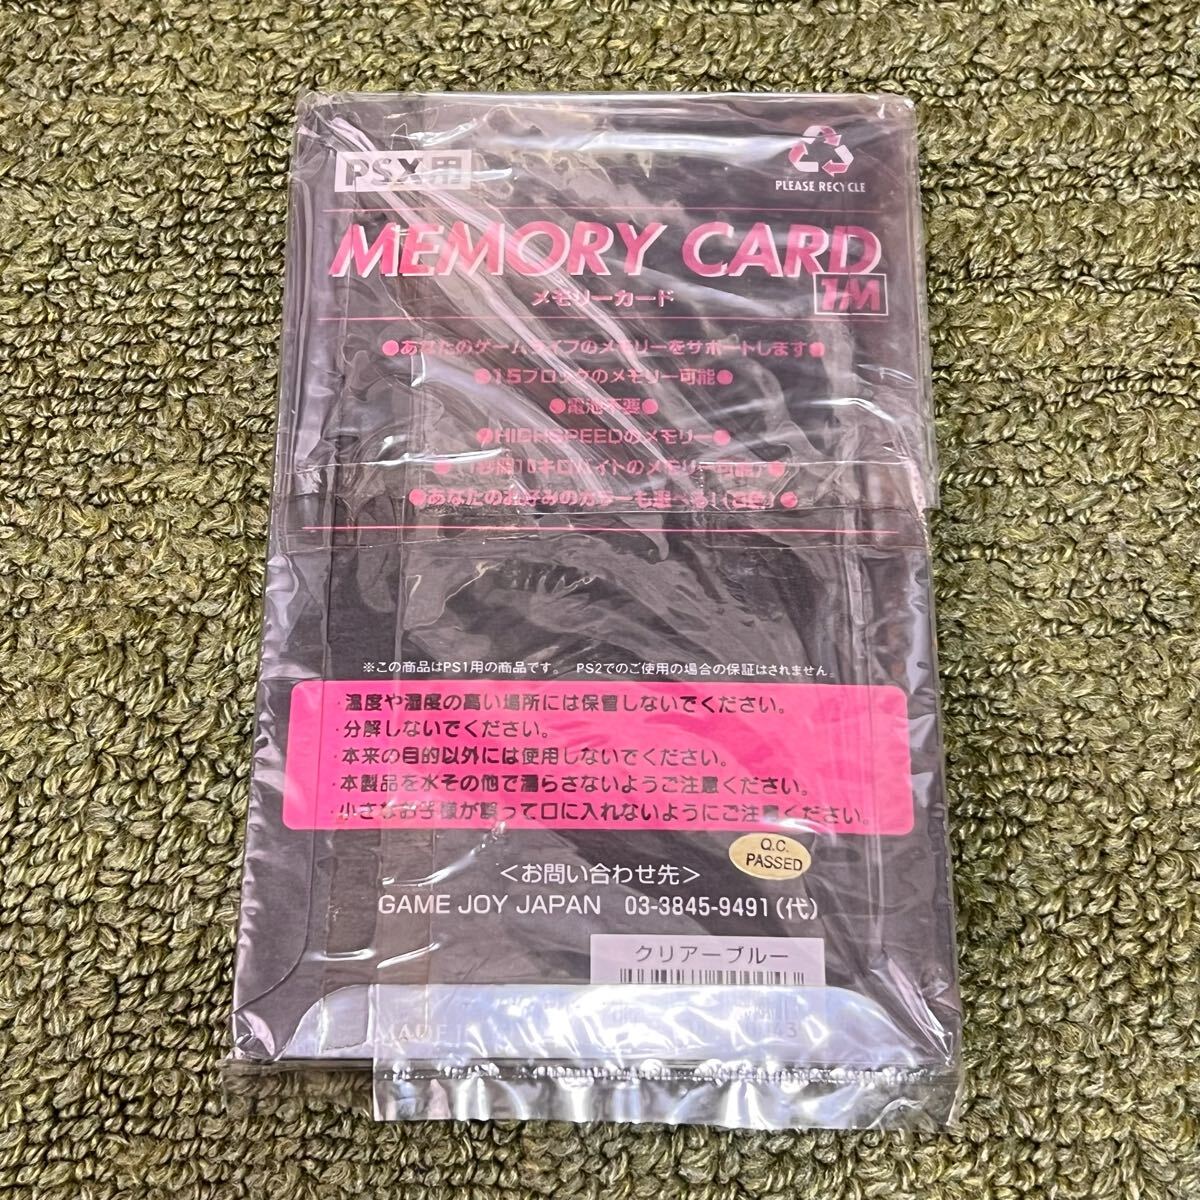 PSX用
PLEASE RECYCLE
MEMORY CARD
1M
メモリーカード
●あなたのゲームライフのメモリーをサポートします●
●15ブロックのメモリー可能●
●電池不要●
●HIGHSPEEDのメモリー●
のメモリー可能
●あなたのお好みのカラーも選べる!
※この商品はPS1用の商品です。 PS2でのご使用の場合の保証はされません。
・温度や湿度の高い場所には保管しないでください。
・分解しないでください。
・本来の目的以外には使用しないでください。
・本製品を水その他で濡らさないようご注意ください。
・小さなお子様が誤って口に入れないようにご注意ください。
Q.C.
PASSED
<お問い合わせ先>
GAME JOY JAPAN 03-3845-9491(代)
クリアーブルー
MADE